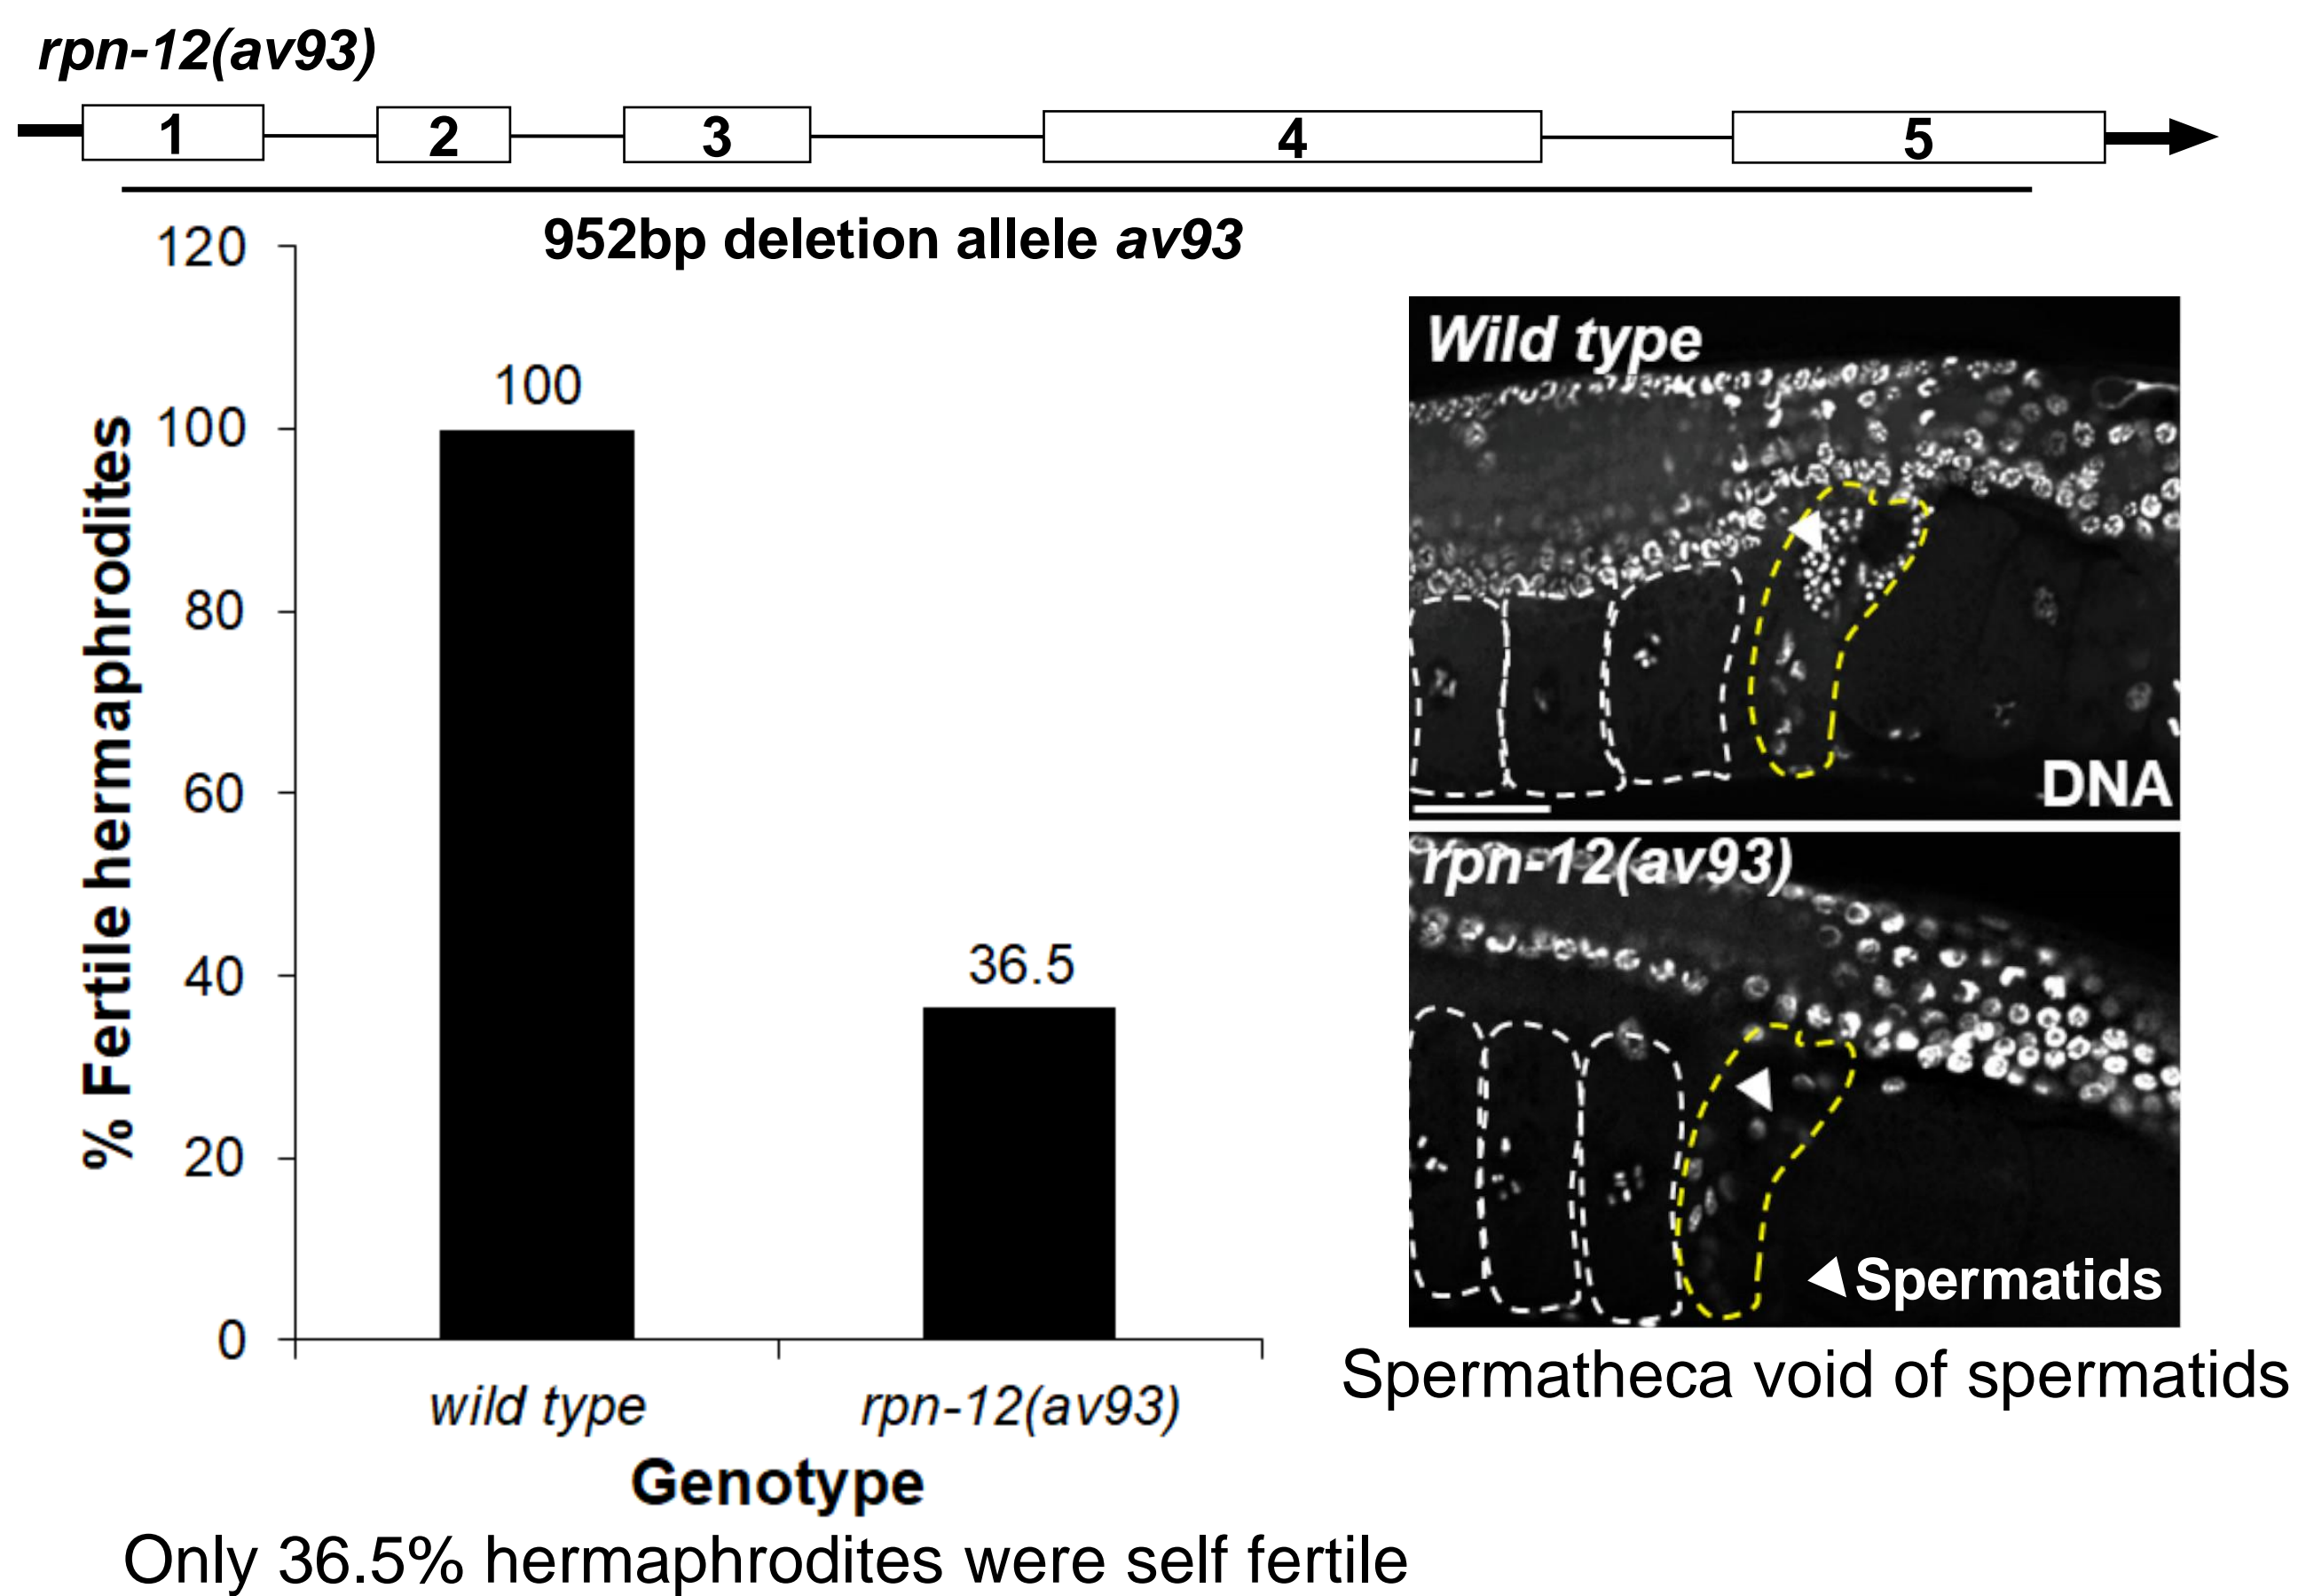 rpn-12(av93)
1 2 3 4 5
952bp deletion allele av93
% Fertile hermaphrodites
120
100
80
60
40
20
0
100
36.5
wild type rpn-12(av93)
Genotype
Only 36.5% hermaphrodites were self fertile
Wild type
DNA
rpn-12(av93)
Spermatids
Spermatheca void of spermatids